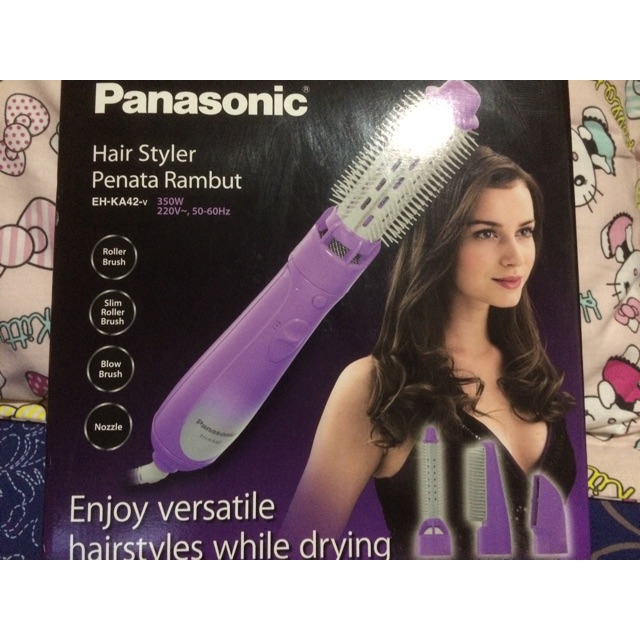 Panasonic®
Hair Styler
Penata Rambut
EH-KA42-V 350W
220V~, 50-60Hz
Roller
Brush
Slim
Roller
Brush
Blow
Brush
Nozzle
Panasonic
Enjoy versatile
hairstyles while drying